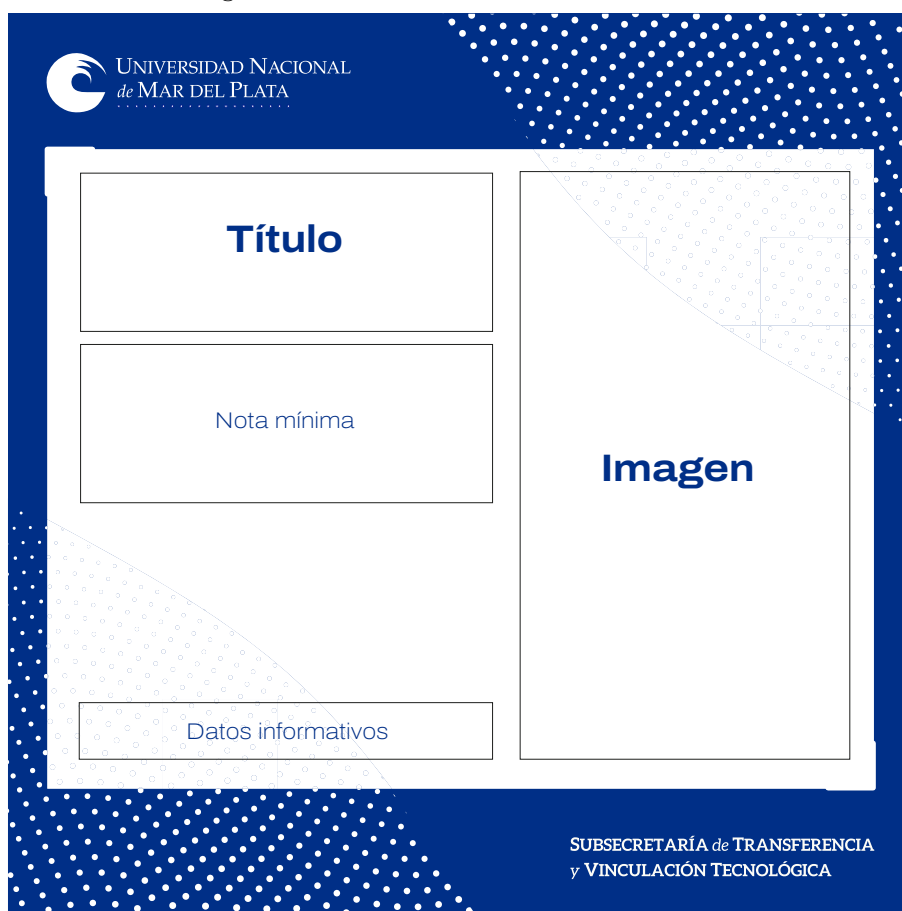 UNIVERSIDAD NACIONAL
de MAR DEL PLATA
Título
Nota mínima
Imagen
Datos informativos
SUBSECRETARÍA de TRANSFERENCIA
y VINCULACIÓN TECNOLÓGICA